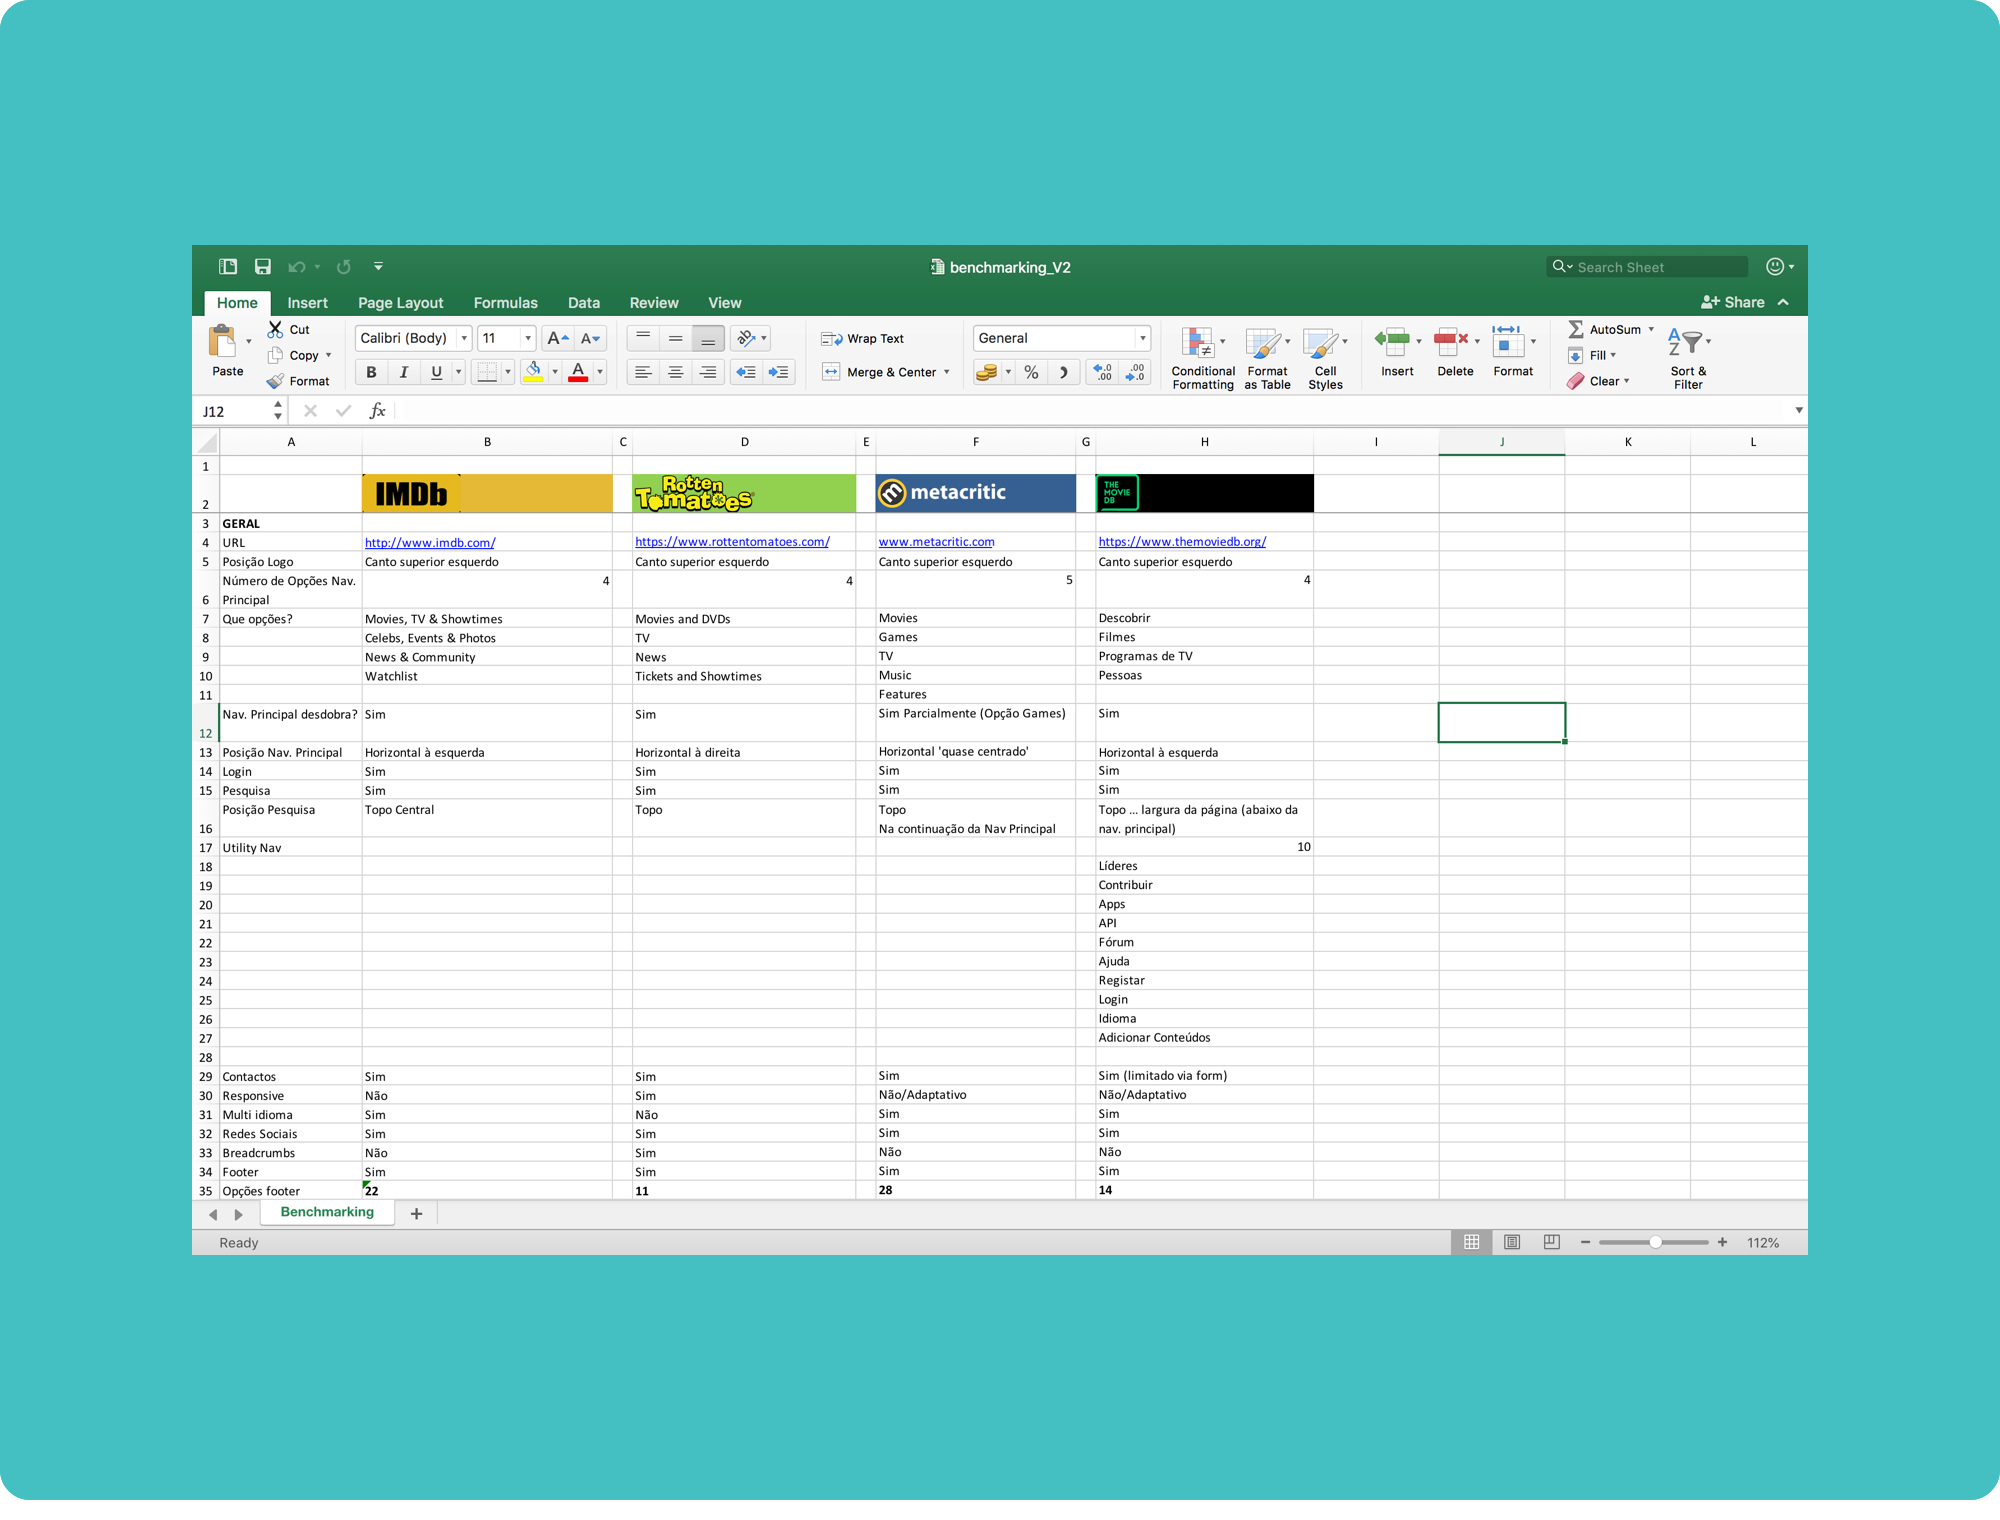 benchmarking_V2
Search Sheet
Home Insert Page Layout Formulas Data Review View
Share
Paste
Cut
Copy
Format
Calibri (Body) 11
B I U
Wrap Text
Merge & Center
General
Conditional Formatting
Format as Table
Cell Styles
Insert
Delete
Format
AutoSum
Fill
Clear
Sort & Filter
J12 fx
A B C D E F G H I J K L
1
2 IMDb Rotten Tomatoes metacritic THE MOVIE DB
3 GERAL
4 URL http://www.imdb.com/ https://www.rottentomatoes.com/ www.metacritic.com https://www.themoviedb.org/
5 Posição Logo Canto superior esquerdo Canto superior esquerdo Canto superior esquerdo Canto superior esquerdo
6 Número de Opções Nav. Principal 4 4 5 4
7 Que opções? Movies, TV & Showtimes Movies and DVDs Movies Descobrir
8 Celebs, Events & Photos TV Games Filmes
9 News & Community News TV Programas de TV
10 Watchlist Tickets and Showtimes Music Pessoas
11 Features
12 Nav. Principal desdobra? Sim Sim Sim Parcialmente (Opção Games) Sim
13 Posição Nav. Principal Horizontal à esquerda Horizontal à direita Horizontal 'quase centrado' Horizontal à esquerda
14 Login Sim Sim Sim Sim
15 Pesquisa Sim Sim Sim Sim
16 Posição Pesquisa Topo Central Topo Topo Na continuação da Nav Principal Topo ... largura da página (abaixo da nav. principal)
17 Utility Nav 10
18 Líderes
19 Contribuir
20 Apps
21 API
22 Fórum
23 Ajuda
24 Registar
25 Login
26 Idioma
27 Adicionar Conteúdos
28
29 Contactos Sim Sim Sim Sim (limitado via form)
30 Responsive Não Sim Não/Adaptativo Não/Adaptativo
31 Multi idioma Sim Não Sim Sim
32 Redes Sociais Sim Sim Sim Sim
33 Breadcrumbs Não Sim Não Não
34 Footer Sim Sim Sim Sim
35 Opções footer 22 11 28 14
Benchmarking
Ready
112%